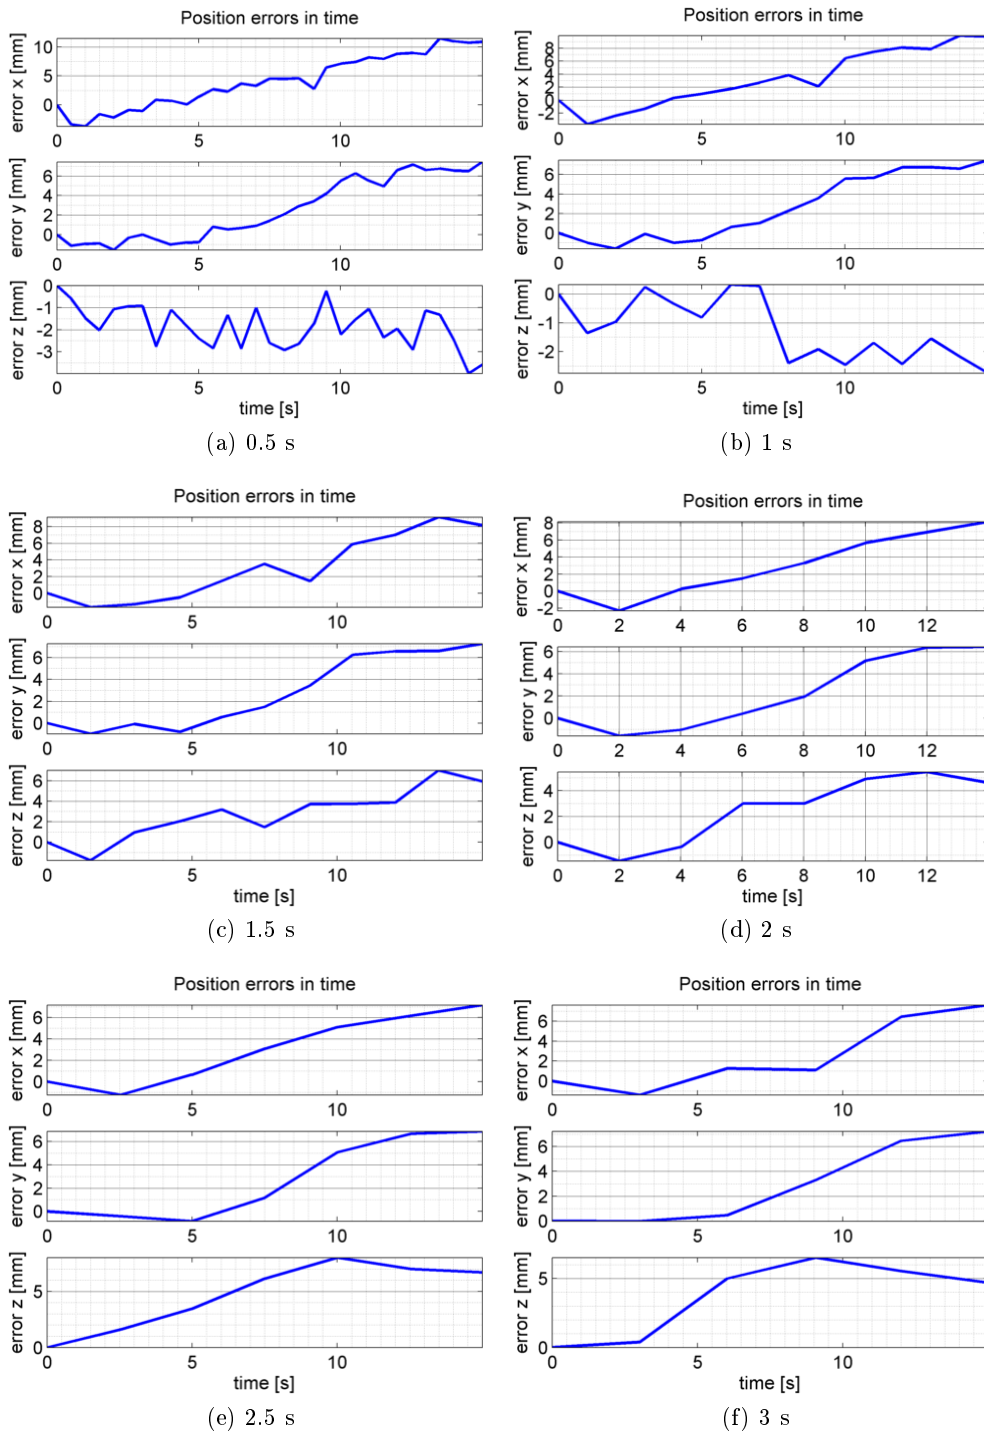 Position errors in time
error x [mm]
10
5
0
0 5 10
error y [mm]
6
4
2
0
0 5 10
error z [mm]
0
-1
-2
-3
0 5 10
time [s]
(a) 0.5 s
Position errors in time
error x [mm]
8
6
4
2
0
-2
0 5 10
error y [mm]
6
4
2
0
0 5 10
error z [mm]
0
-1
-2
0 5 10
time [s]
(b) 1 s
Position errors in time
error x [mm]
8
6
4
2
0
0 5 10
error y [mm]
6
4
2
0
0 5 10
error z [mm]
6
4
2
0
0 5 10
time [s]
(c) 1.5 s
Position errors in time
error x [mm]
8
6
4
2
0
-2
0 2 4 6 8 10 12
error y [mm]
6
4
2
0
0 2 4 6 8 10 12
error z [mm]
4
2
0
0 2 4 6 8 10 12
time [s]
(d) 2 s
Position errors in time
error x [mm]
6
4
2
0
0 5 10
error y [mm]
6
4
2
0
0 5 10
error z [mm]
5
0
0 5 10
time [s]
(e) 2.5 s
Position errors in time
error x [mm]
6
4
2
0
0 5 10
error y [mm]
6
4
2
0
0 5 10
error z [mm]
5
0
0 5 10
time [s]
(f) 3 s